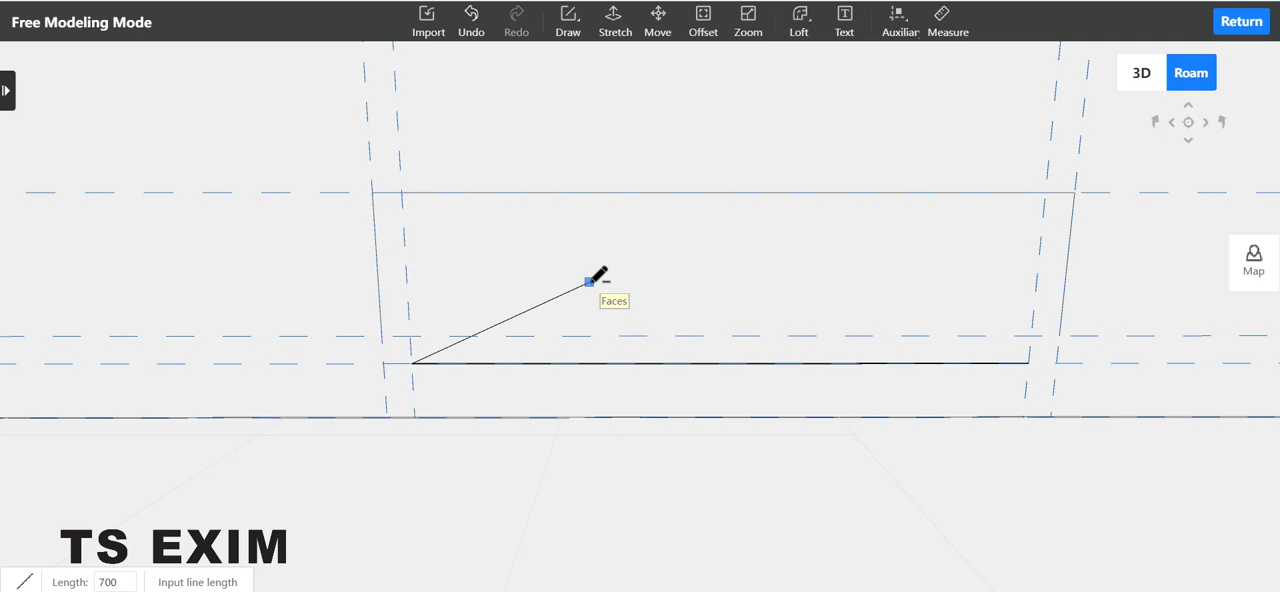 Free Modeling Mode
Import Undo Redo Draw Stretch Move Offset Zoom Loft Text Auxiliar Measure
Return
3D Roam
Map
Faces
TS EXIM
Length: 700 Input line length